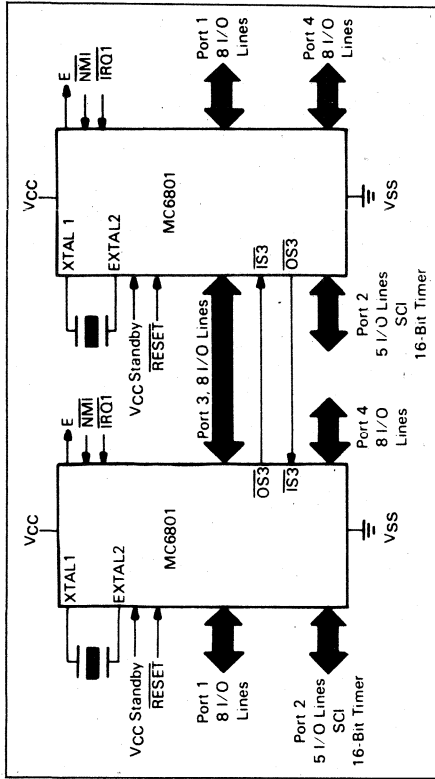 VCC
XTAL1
EXTAL2
E
NMI
IRQ1
VCC Standby
RESET
MC6801
Port 1
8 I/O
Lines
Port 2
5 I/O Lines
SCI
16-Bit Timer
OS3
IS3
VSS
Port 4
8 I/O
Lines
Port 3, 8 I/O Lines
VCC
XTAL 1
EXTAL2
E
NMI
IRQ1
VCC Standby
RESET
MC6801
IS3
OS3
Port 1
8 I/O
Lines
Port 4
8 I/O
Lines
Port 2
5 I/O Lines
SCI
16-Bit Timer
VSS